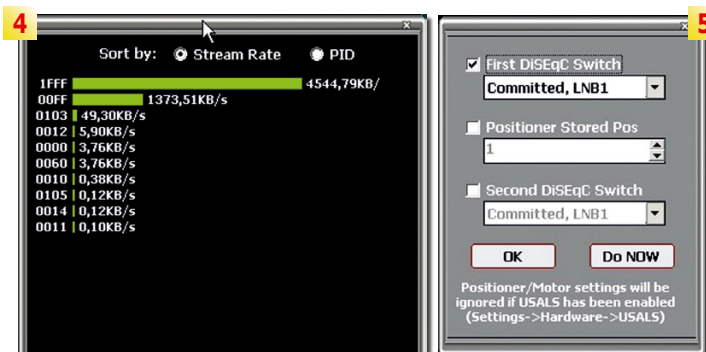 4
Sort by: Stream Rate PID
1FFF 4544,79KB/
00FF 1373,51KB/s
0103 49,30KB/s
0012 5,90KB/s
0000 3,76KB/s
0060 3,76KB/s
0010 0,38KB/s
0105 0,12KB/s
0014 0,12KB/s
0011 0,10KB/s
5
First DiSEqC Switch
Committed, LNB1
Positioner Stored Pos
1
Second DiSEqC Switch
Committed, LNB1
OK Do NOW
Positioner/Motor settings will be
ignored if USALS has been enabled
(Settings->Hardware->USALS)